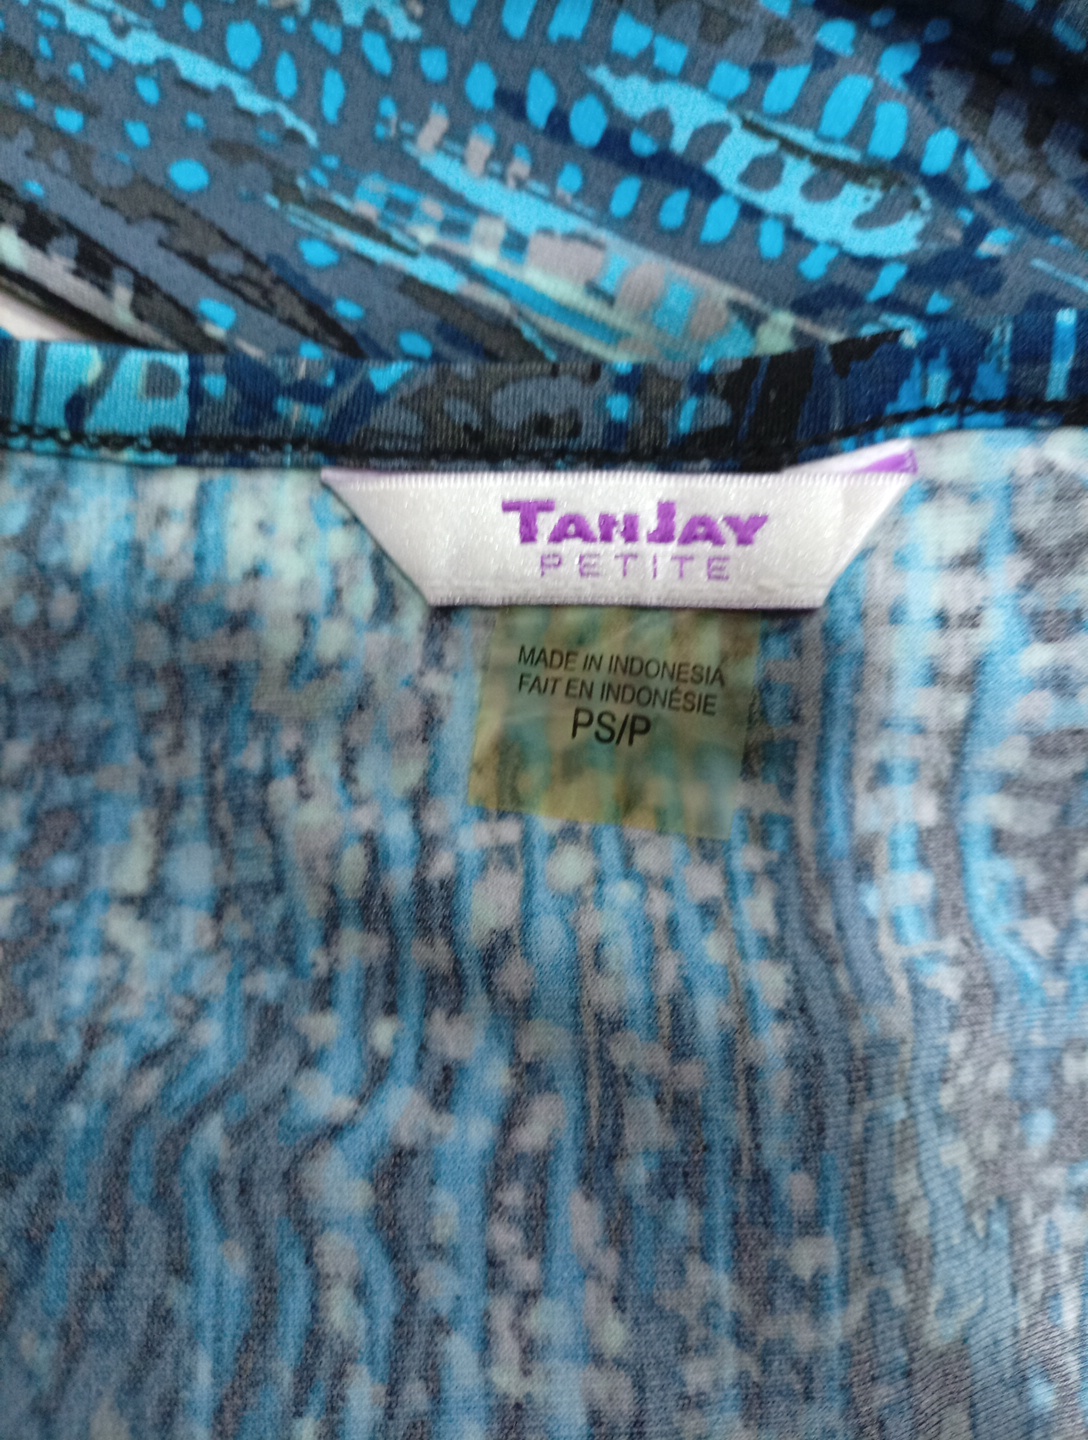 TANJAY
PETITE
MADE IN INDONESIA
FAIT EN INDONÉSIE
PS/P